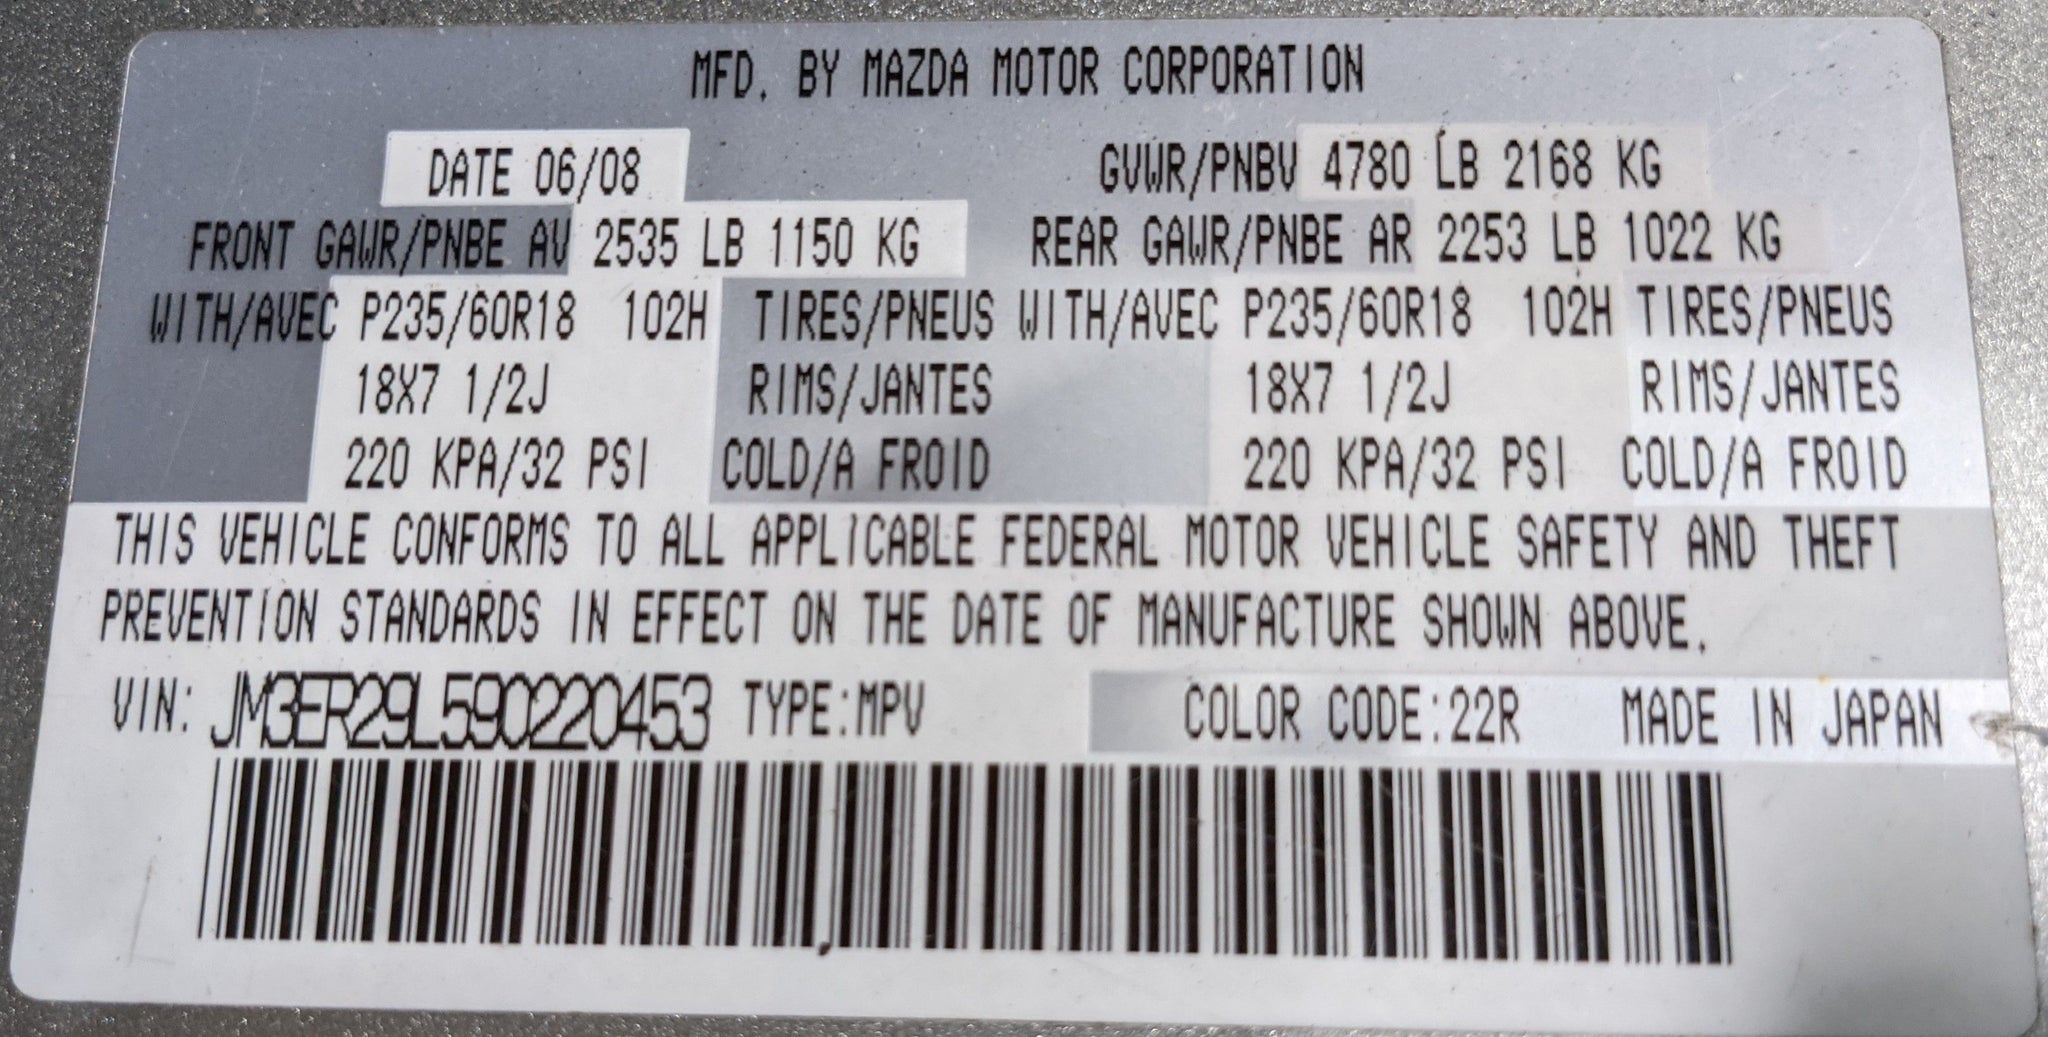 MFD. BY MAZDA MOTOR CORPORATION
DATE 06/08 GVWR/PNBV 4780 LB 2168 KG
FRONT GAWR/PNBE AV 2535 LB 1150 KG REAR GAWR/PNBE AR 2253 LB 1022 KG
WITH/AVEC P235/60R18 102H TIRES/PNEUS WITH/AVEC P235/60R18 102H TIRES/PNEUS
18X7 1/2J RIMS/JANTES 18X7 1/2J RIMS/JANTES
220 KPA/32 PSI COLD/A FROID 220 KPA/32 PSI COLD/A FROID
THIS VEHICLE CONFORMS TO ALL APPLICABLE FEDERAL MOTOR VEHICLE SAFETY AND THEFT
PREVENTION STANDARDS IN EFFECT ON THE DATE OF MANUFACTURE SHOWN ABOVE.
VIN: JM3ER29L590220453 TYPE:MPV COLOR CODE:22R MADE IN JAPAN